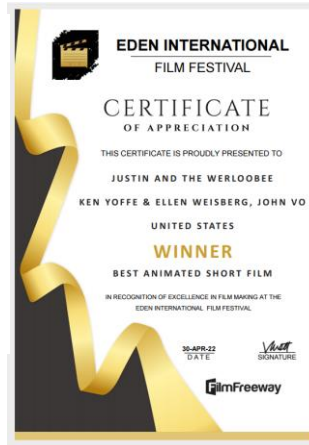 EDEN INTERNATIONAL
FILM FESTIVAL
CERTIFICATE
OF APPRECIATION
THIS CERTIFICATE IS PROUDLY PRESENTED TO
JUSTIN AND THE WERLOOBEE
KEN YOFFE & ELLEN WEISBERG, JOHN VO
UNITED STATES
WINNER
BEST ANIMATED SHORT FILM
IN RECOGNITION OF EXCELLENCE IN FILM MAKING AT THE
EDEN INTERNATIONAL FILM FESTIVAL
30-APR-22
DATE
SIGNATURE
FilmFreeway